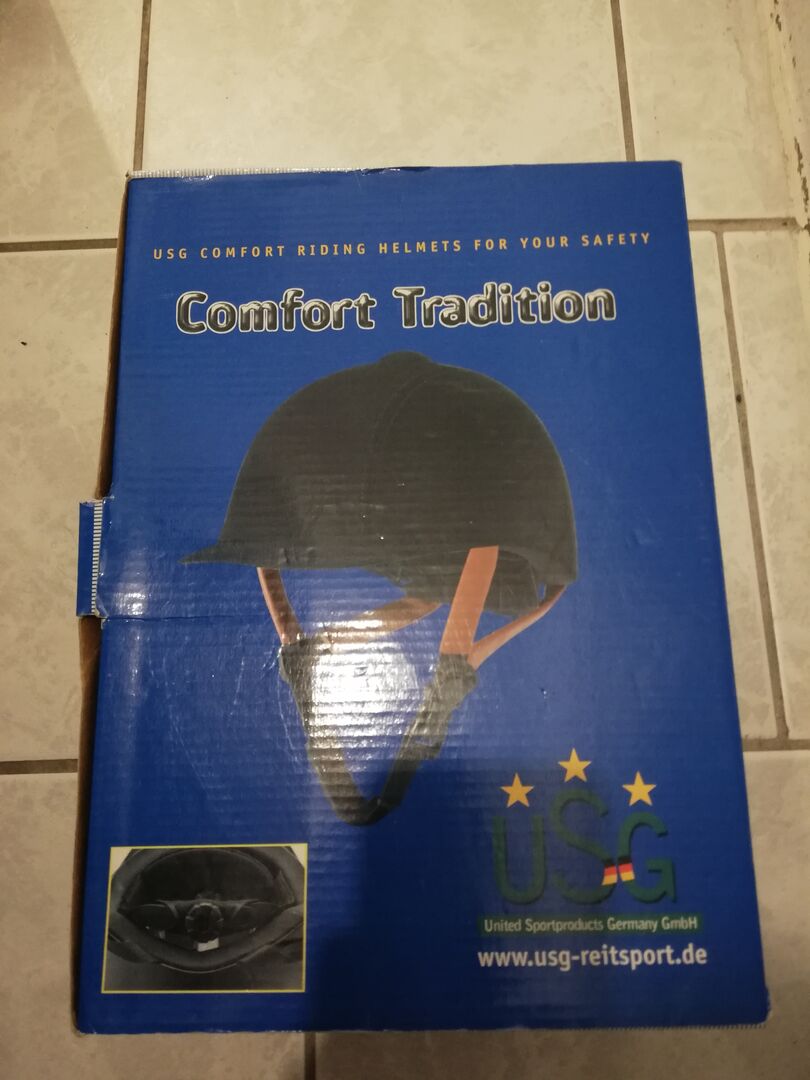 USG COMFORT RIDING HELMETS FOR YOUR SAFETY
Comfort Tradition
USG
United Sportproducts Germany GmbH
www.usg-reitsport.de